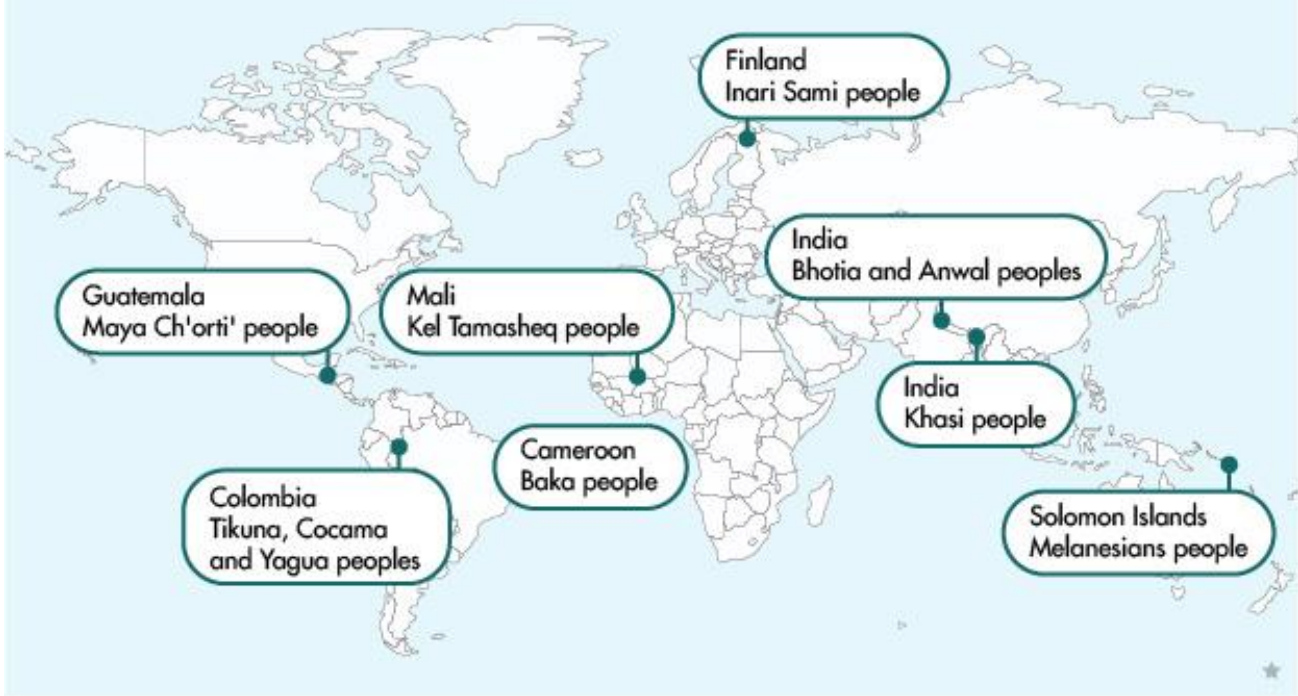 Finland
Inari Sami people
India
Bhotia and Anwal peoples
Guatemala
Maya Ch'orti' people
Mali
Kel Tamasheq people
India
Khasi people
Cameroon
Baka people
Colombia
Tikuna, Cocama
and Yagua peoples
Solomon Islands
Melanesians people